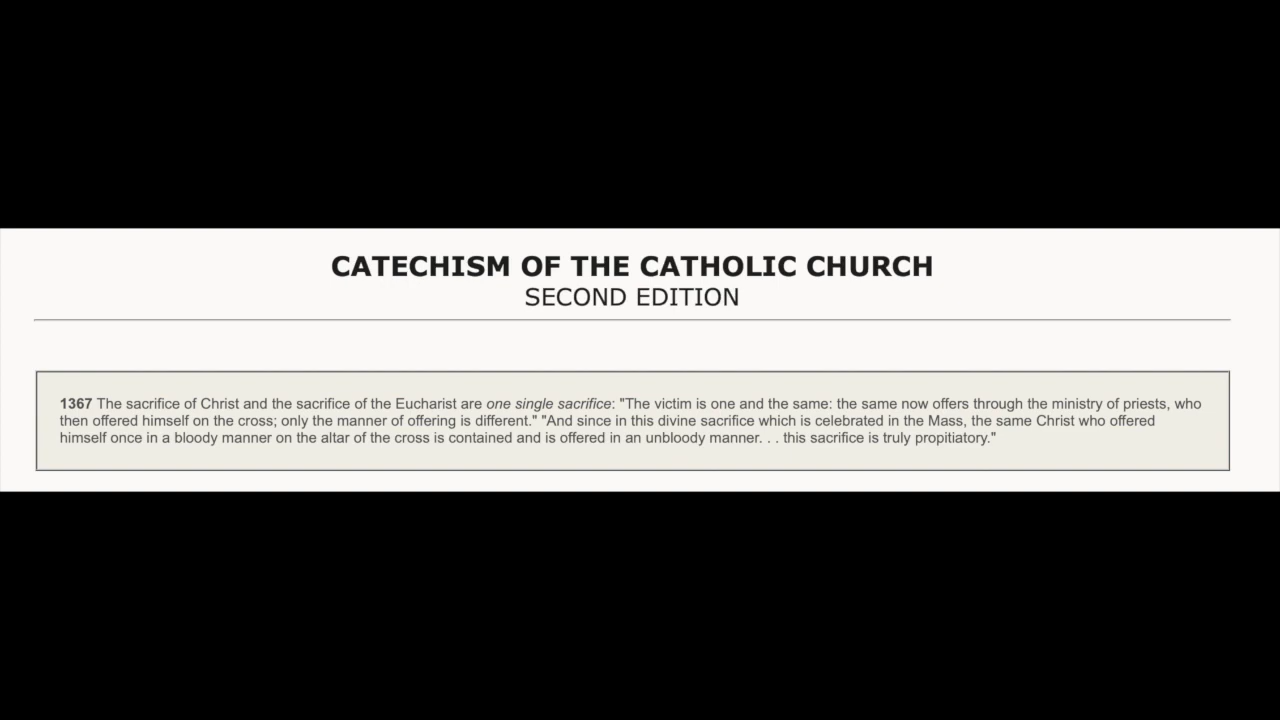 CATECHISM OF THE CATHOLIC CHURCH
SECOND EDITION
1367 The sacrifice of Christ and the sacrifice of the Eucharist are one single sacrifice: "The victim is one and the same: the same now offers through the ministry of priests, who
then offered himself on the cross; only the manner of offering is different." "And since in this divine sacrifice which is celebrated in the Mass, the same Christ who offered
himself once in a bloody manner on the altar of the cross is contained and is offered in an unbloody manner. . . this sacrifice is truly propitiatory."